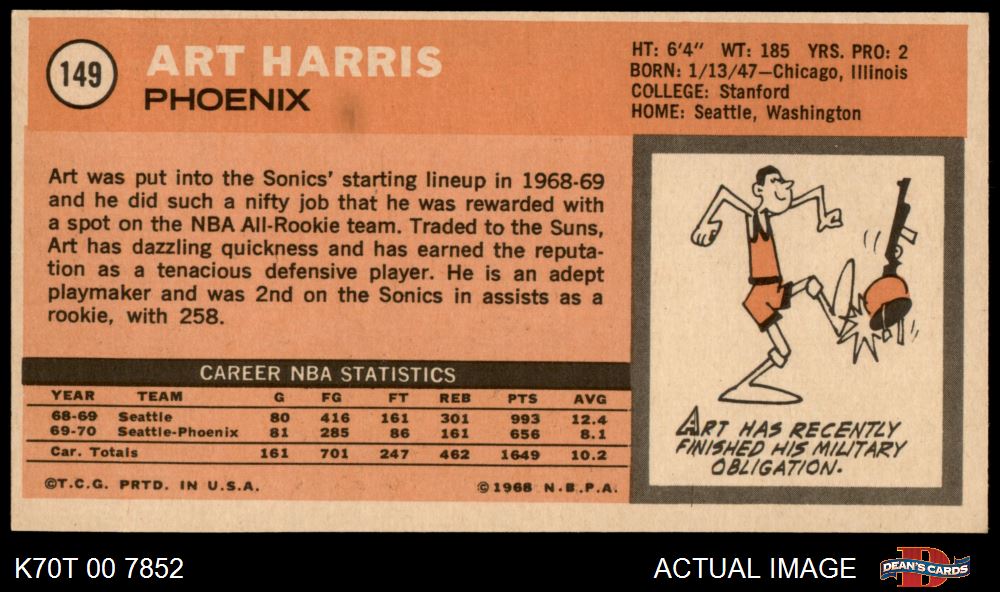 149
ART HARRIS
PHOENIX
HT: 6'4" WT: 185 YRS. PRO: 2
BORN: 1/13/47—Chicago, Illinois
COLLEGE: Stanford
HOME: Seattle, Washington
Art was put into the Sonics' starting lineup in 1968-69
and he did such a nifty job that he was rewarded with
a spot on the NBA All-Rookie team. Traded to the Suns,
Art has dazzling quickness and has earned the reputa-
tion as a tenacious defensive player. He is an adept
playmaker and was 2nd on the Sonics in assists as a
rookie, with 258.
CAREER NBA STATISTICS
YEAR TEAM G FG FT REB PTS AVG
68-69 Seattle 80 416 161 301 993 12.4
69-70 Seattle-Phoenix 81 285 86 161 656 8.1
Car. Totals 161 701 247 462 1649 10.2
©T.C.G. PRTD. IN U.S.A. ©1968 N.B.P.A.
ART HAS RECENTLY
FINISHED HIS MILITARY
OBLIGATION.
K70T 00 7852 ACTUAL IMAGE
D
DEAN'S CARDS